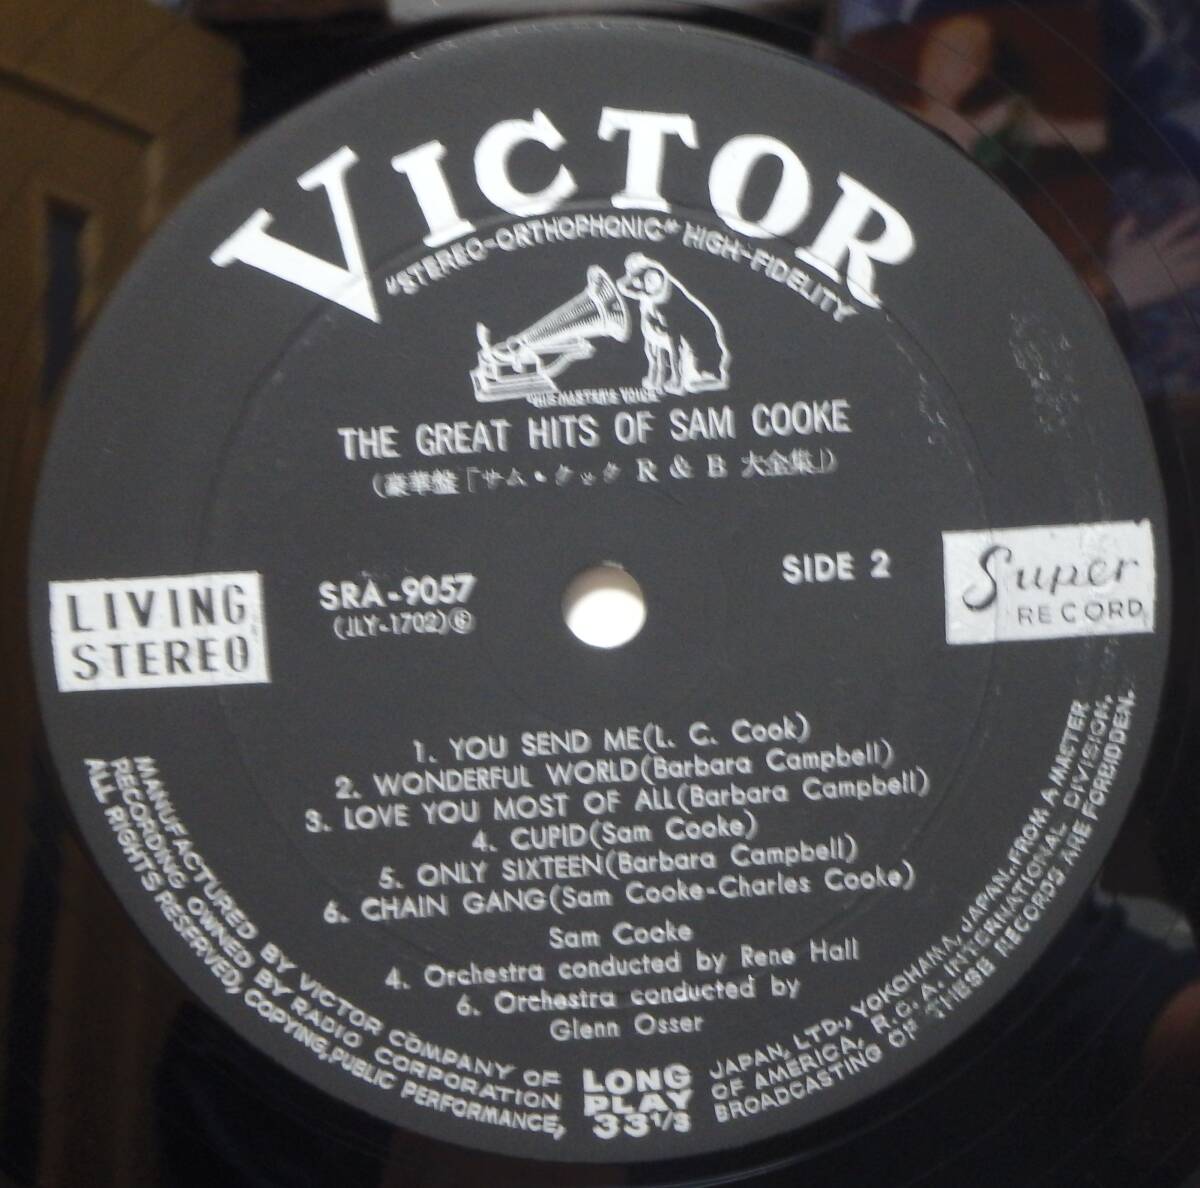 VICTOR
"STEREO-ORTHOPHONIC" HIGH-FIDELITY
"HIS MASTER'S VOICE"
THE GREAT HITS OF SAM COOKE
(豪華盤「サム・クック R & B 大全集」)
LIVING
STEREO
SRA-9057
(JLY-1702)
SIDE 2
Super
RECORD
1. YOU SEND ME(L. C. Cook)
2. WONDERFUL WORLD(Barbara Campbell)
3. LOVE YOU MOST OF ALL(Barbara Campbell)
4. CUPID(Sam Cooke)
5. ONLY SIXTEEN(Barbara Campbell)
6. CHAIN GANG(Sam Cooke-Charles Cooke)
Sam Cooke
4. Orchestra conducted by Rene Hall
6. Orchestra conducted by
Glenn Osser
MANUFACTURED BY VICTOR COMPANY OF JAPAN, LTD., YOKOHAMA, JAPAN, FROM A MASTER
RECORDING OWNED BY RADIO CORPORATION OF AMERICA, R.C.A. INTERNATIONAL DIVISION,
ALL RIGHTS RESERVED, COPYING, PUBLIC PERFORMANCE, BROADCASTING OF THESE RECORDS ARE FORBIDDEN.
LONG
PLAY
33 1/3